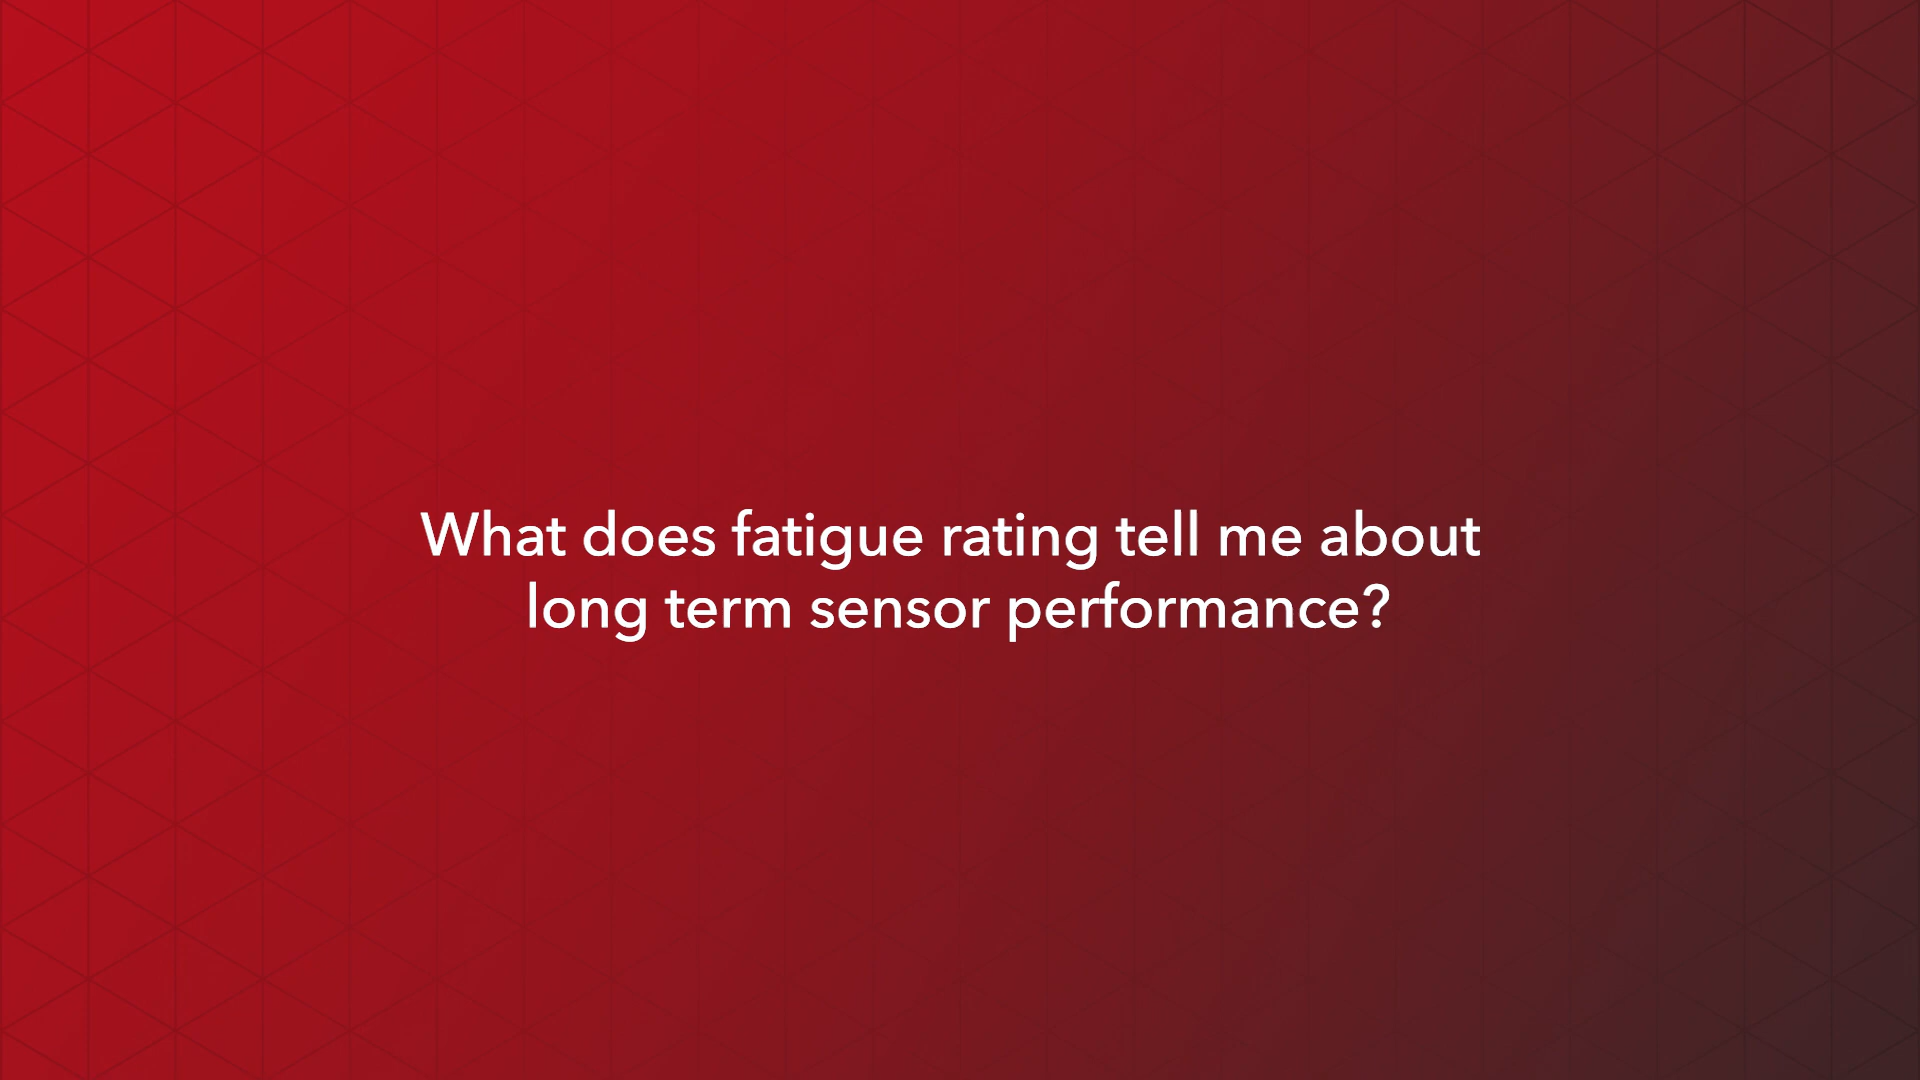 What does fatigue rating tell me about
long term sensor performance?